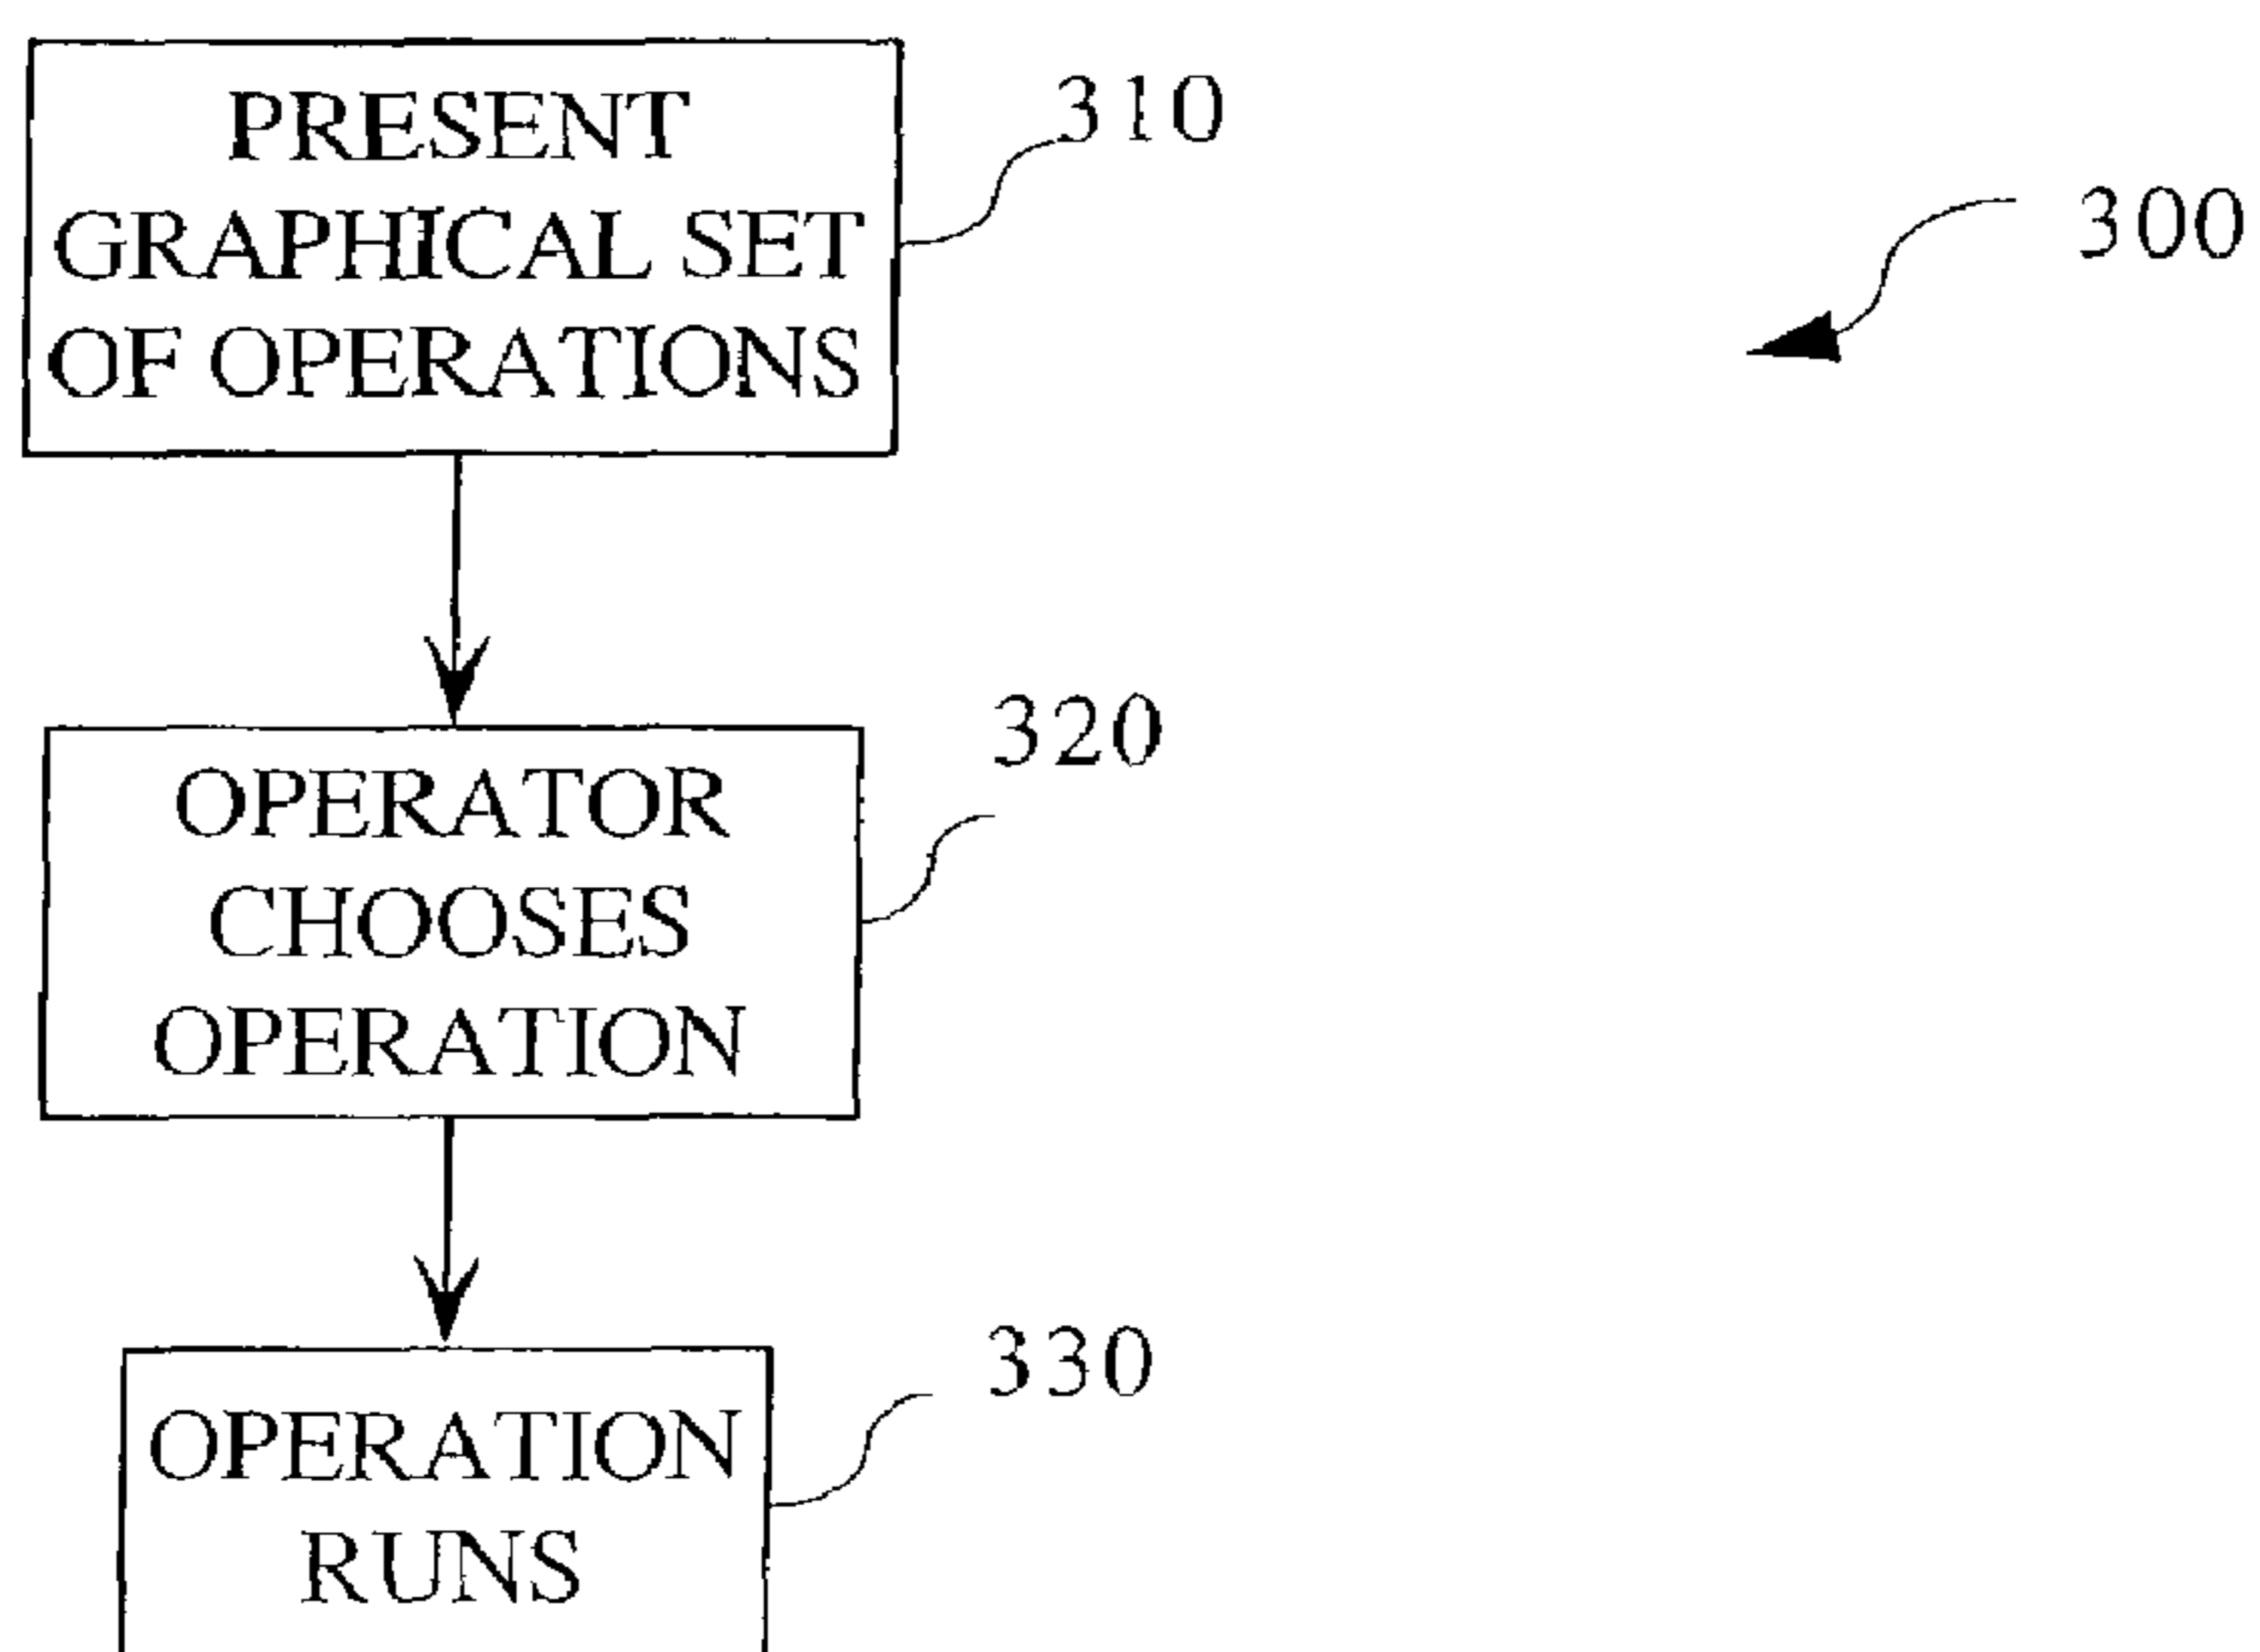 PRESENT
GRAPHICAL SET
OF OPERATIONS
310
300
OPERATOR
CHOOSES
OPERATION
320
OPERATION
RUNS
330